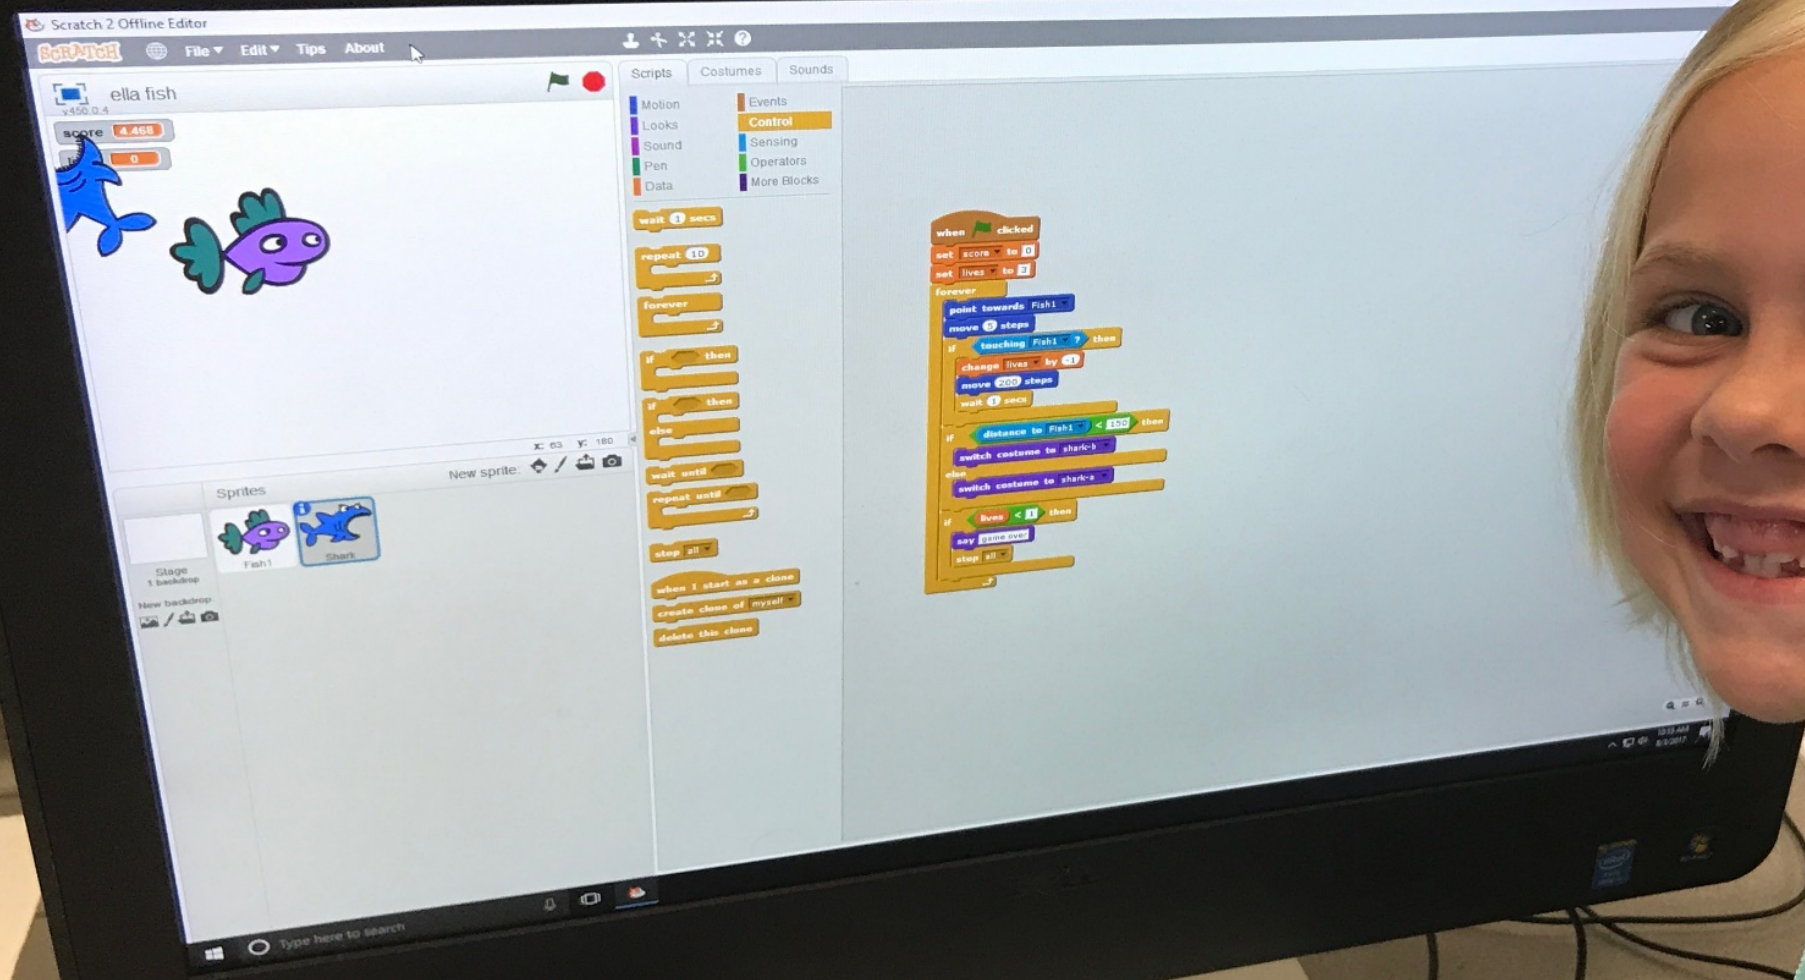 Scratch 2 Offline Editor
SCRATCH File Edit Tips About
ella fish
v456.0.4
score 4.468
0
x: 63 y: 180
New sprite:
Sprites
Fish1
Shark
Stage
1 backdrop
New backdrop:
Scripts Costumes Sounds
Motion Events
Looks Control
Sound Sensing
Pen Operators
Data More Blocks
wait 1 secs
repeat 10
forever
if then
if then
else
wait until
repeat until
stop all
when I start as a clone
create clone of myself
delete this clone
when clicked
set score to 0
set lives to 3
forever
point towards Fish1
move 5 steps
if touching Fish1 ? then
change lives by -1
move 200 steps
wait 1 secs
if distance to Fish1 < 150 then
switch costume to shark-b
else
switch costume to shark-a
if lives < 1 then
say game over
stop all
Type here to search